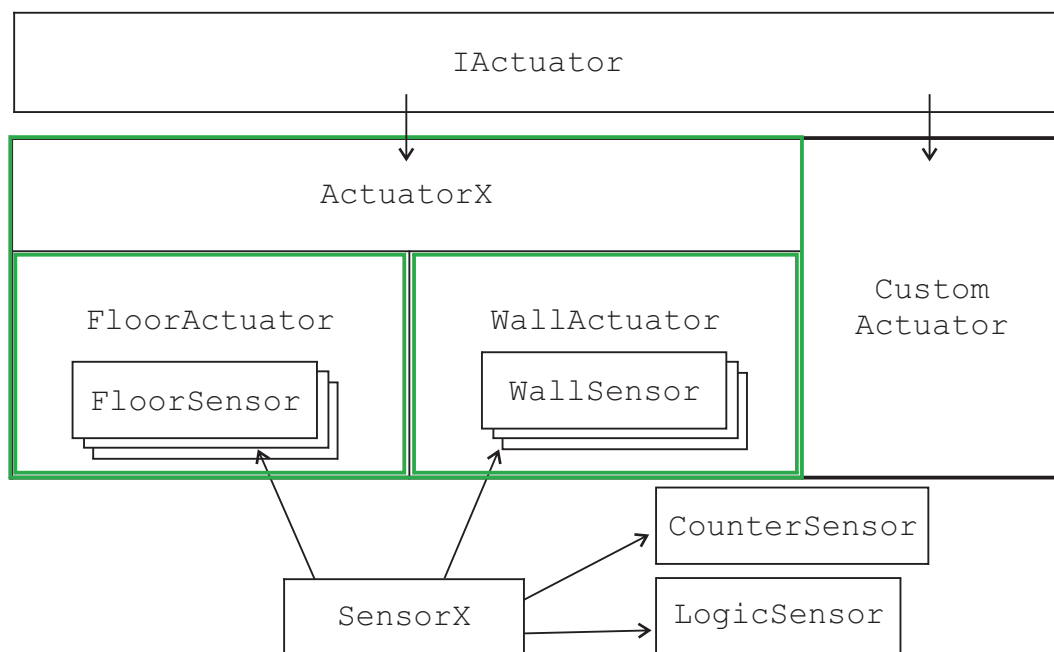 IActuator
ActuatorX
FloorActuator
WallActuator
Custom
Actuator
FloorSensor
WallSensor
CounterSensor
SensorX
LogicSensor